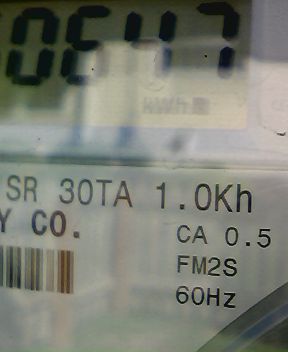 0647
kWh
SR 30TA 1.0Kh
Y CO.
CA 0.5
FM2S
60Hz